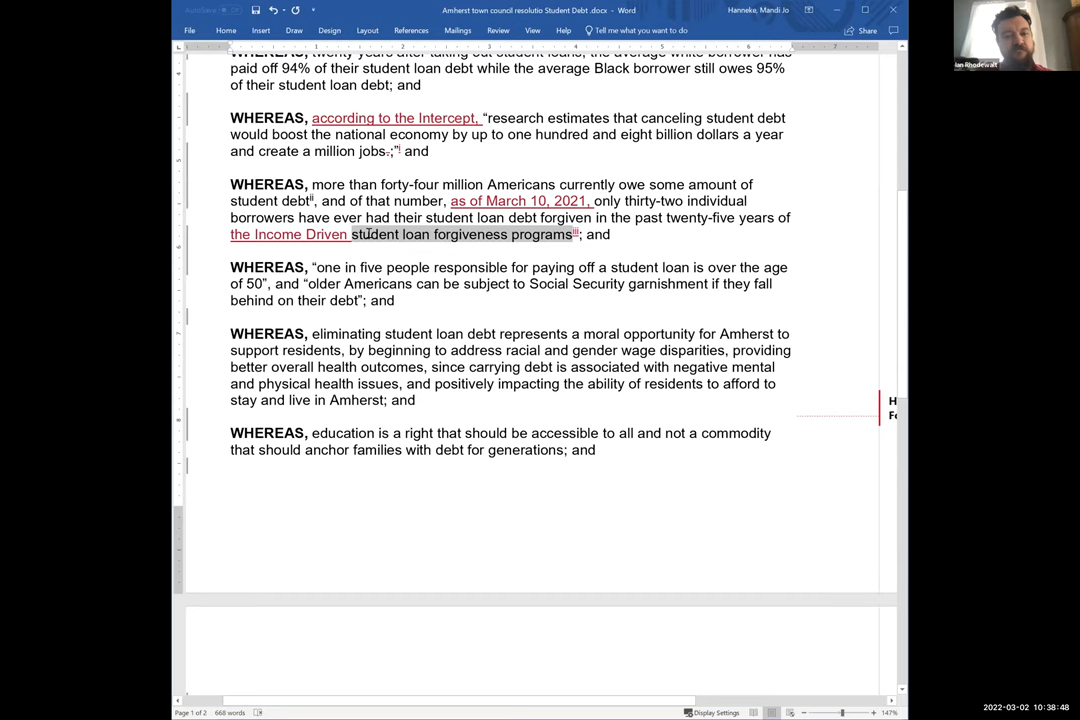 Amherst town council resolutio Student Debt .docx - Word
Hanneke, Mandi Jo
File Home Insert Draw Design Layout References Mailings Review View Help Tell me what you want to do Share
paid off 94% of their student loan debt while the average Black borrower still owes 95%
of their student loan debt; and
WHEREAS, according to the Intercept, “research estimates that canceling student debt
would boost the national economy by up to one hundred and eight billion dollars a year
and create a million jobs.;”i and
WHEREAS, more than forty-four million Americans currently owe some amount of
student debtii, and of that number, as of March 10, 2021, only thirty-two individual
borrowers have ever had their student loan debt forgiven in the past twenty-five years of
the Income Driven student loan forgiveness programsiii; and
WHEREAS, “one in five people responsible for paying off a student loan is over the age
of 50”, and “older Americans can be subject to Social Security garnishment if they fall
behind on their debt”; and
WHEREAS, eliminating student loan debt represents a moral opportunity for Amherst to
support residents, by beginning to address racial and gender wage disparities, providing
better overall health outcomes, since carrying debt is associated with negative mental
and physical health issues, and positively impacting the ability of residents to afford to
stay and live in Amherst; and
WHEREAS, education is a right that should be accessible to all and not a commodity
that should anchor families with debt for generations; and
Page 1 of 2 668 words
Display Settings
147%
2022-03-02 10:38:48